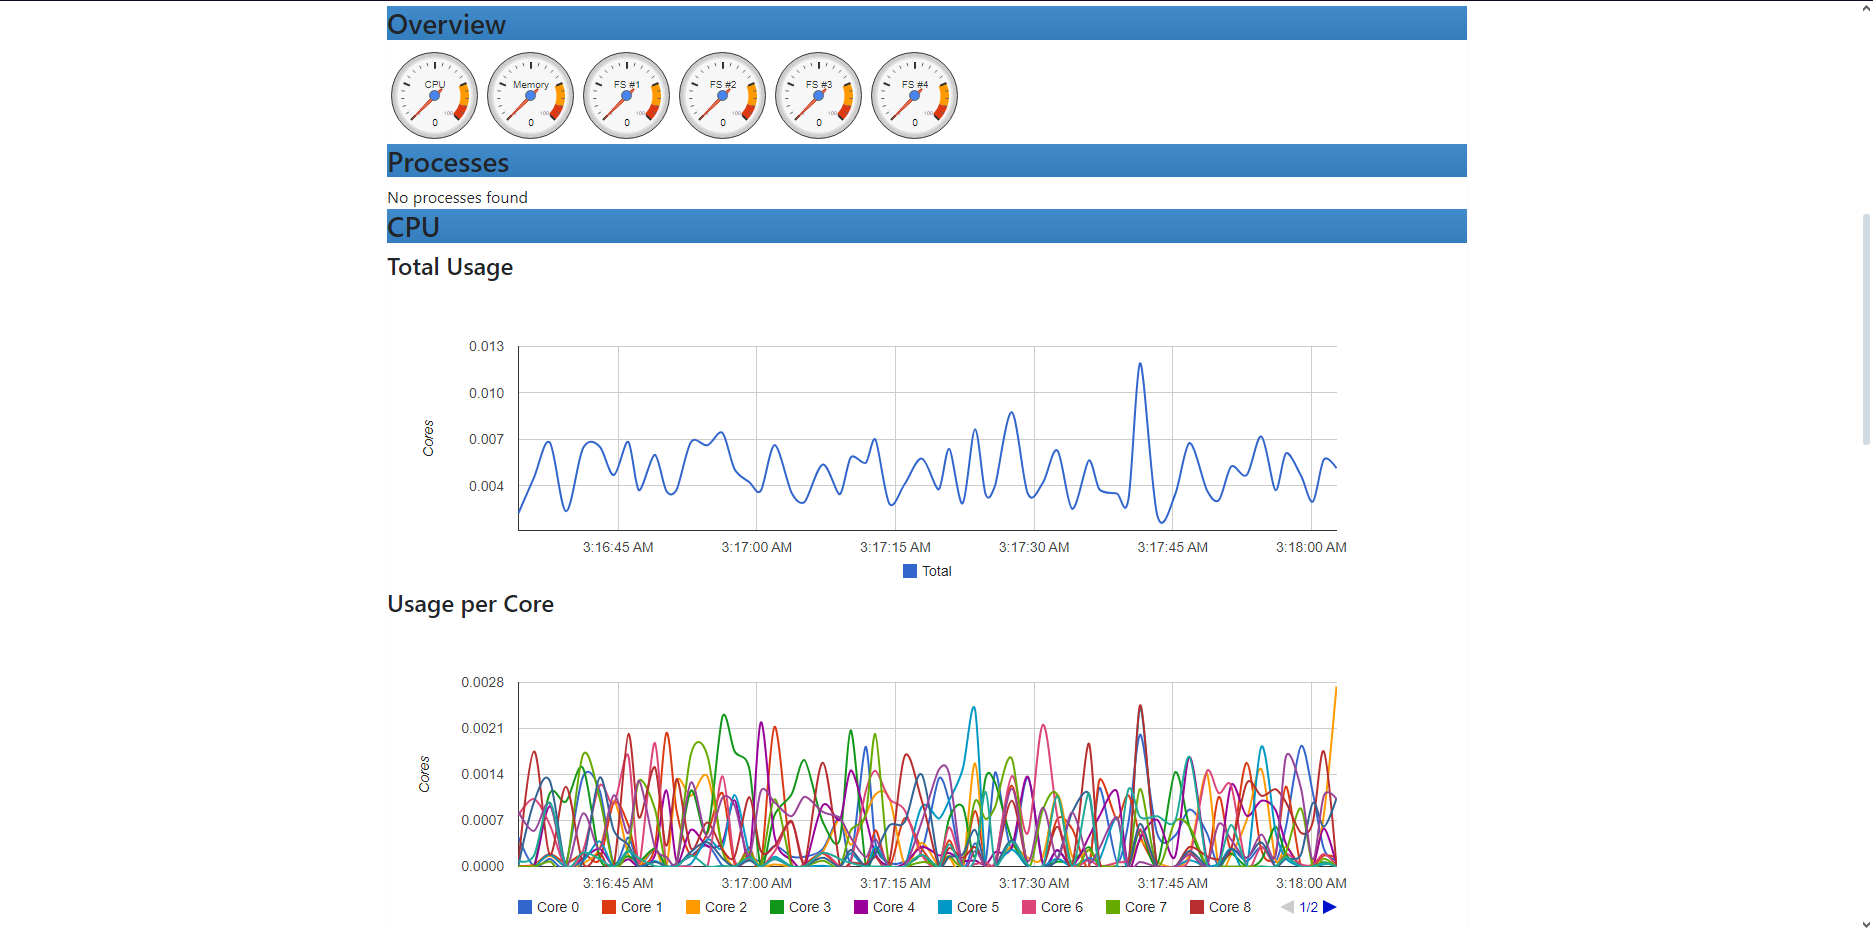 Overview
CPU Memory FS #1 FS #2 FS #3 FS #4
100 100 100 100 100 100
0 0 0 0 0 0
Processes
No processes found
CPU
Total Usage
0.013
0.010
0.007
0.004
Cores
3:16:45 AM 3:17:00 AM 3:17:15 AM 3:17:30 AM 3:17:45 AM 3:18:00 AM
Total
Usage per Core
0.0028
0.0021
0.0014
0.0007
0.0000
Cores
3:16:45 AM 3:17:00 AM 3:17:15 AM 3:17:30 AM 3:17:45 AM 3:18:00 AM
Core 0 Core 1 Core 2 Core 3 Core 4 Core 5 Core 6 Core 7 Core 8 1/2